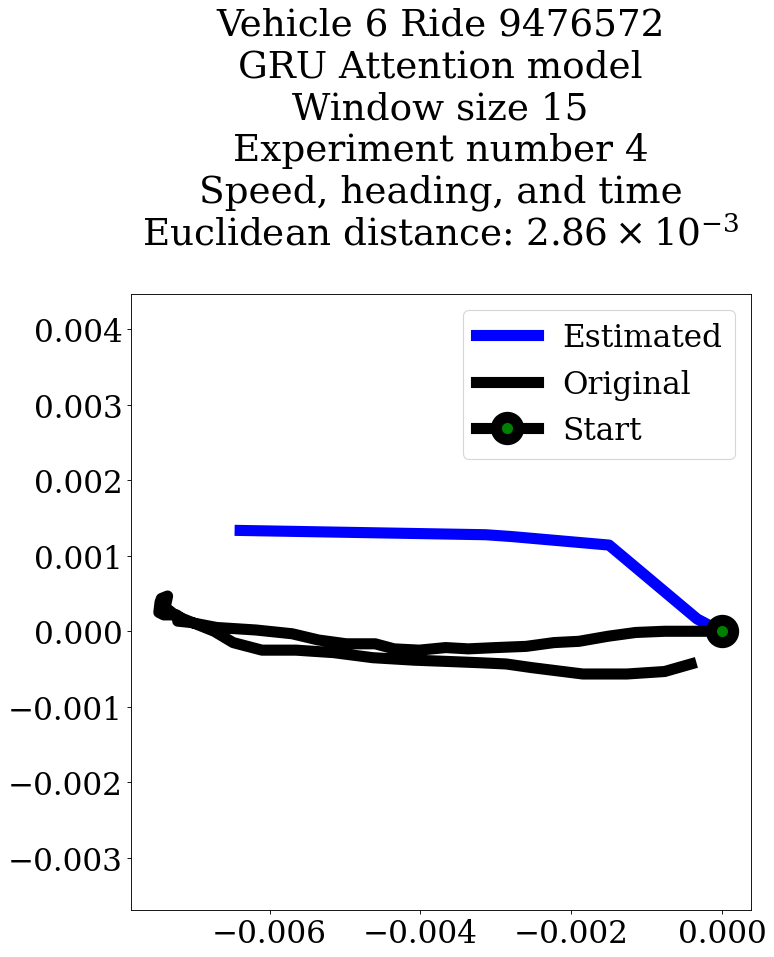 Vehicle 6 Ride 9476572
GRU Attention model
Window size 15
Experiment number 4
Speed, heading, and time
Euclidean distance: 2.86 × 10⁻³
Estimated
Original
Start
0.004
0.003
0.002
0.001
0.000
−0.001
−0.002
−0.003
−0.006 −0.004 −0.002 0.000